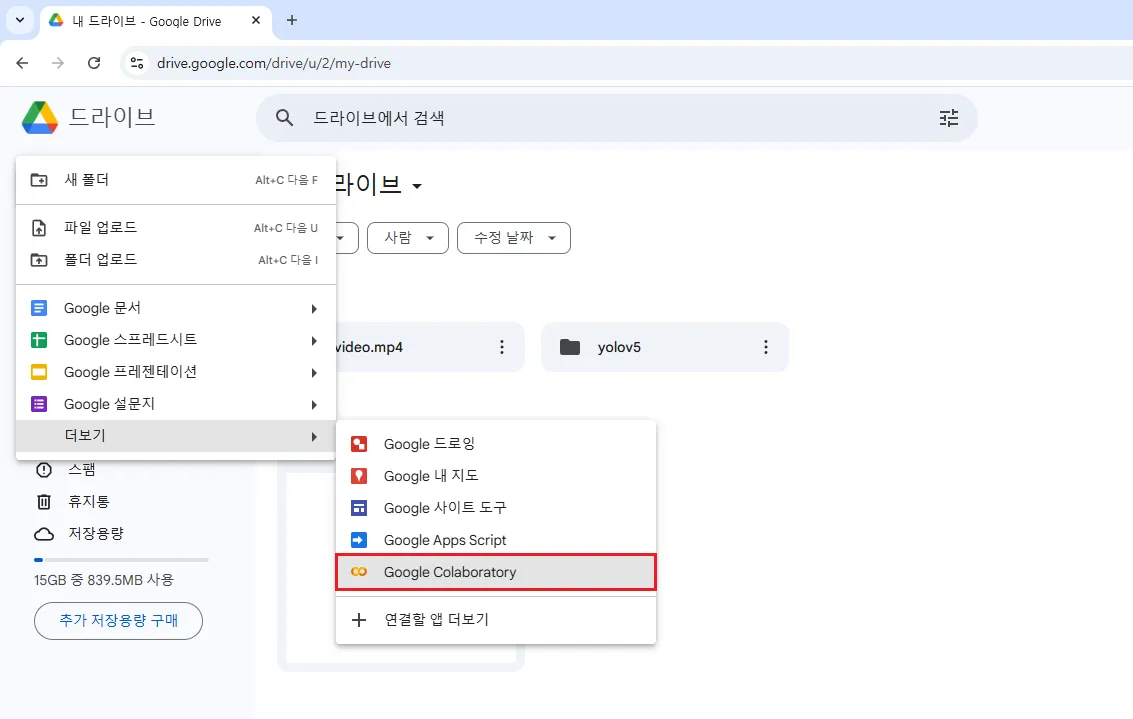 내 드라이브 - Google Drive
drive.google.com/drive/u/2/my-drive
드라이브
드라이브에서 검색
라이브
새 폴더 Alt+C 다음 F
파일 업로드 Alt+C 다음 U
폴더 업로드 Alt+C 다음 I
사람 수정 날짜
Google 문서
Google 스프레드시트
Google 프레젠테이션
Google 설문지
더보기
video.mp4 yolov5
Google 드로잉
Google 내 지도
Google 사이트 도구
Google Apps Script
Google Colaboratory
연결할 앱 더보기
스팸
휴지통
저장용량
15GB 중 839.5MB 사용
추가 저장용량 구매